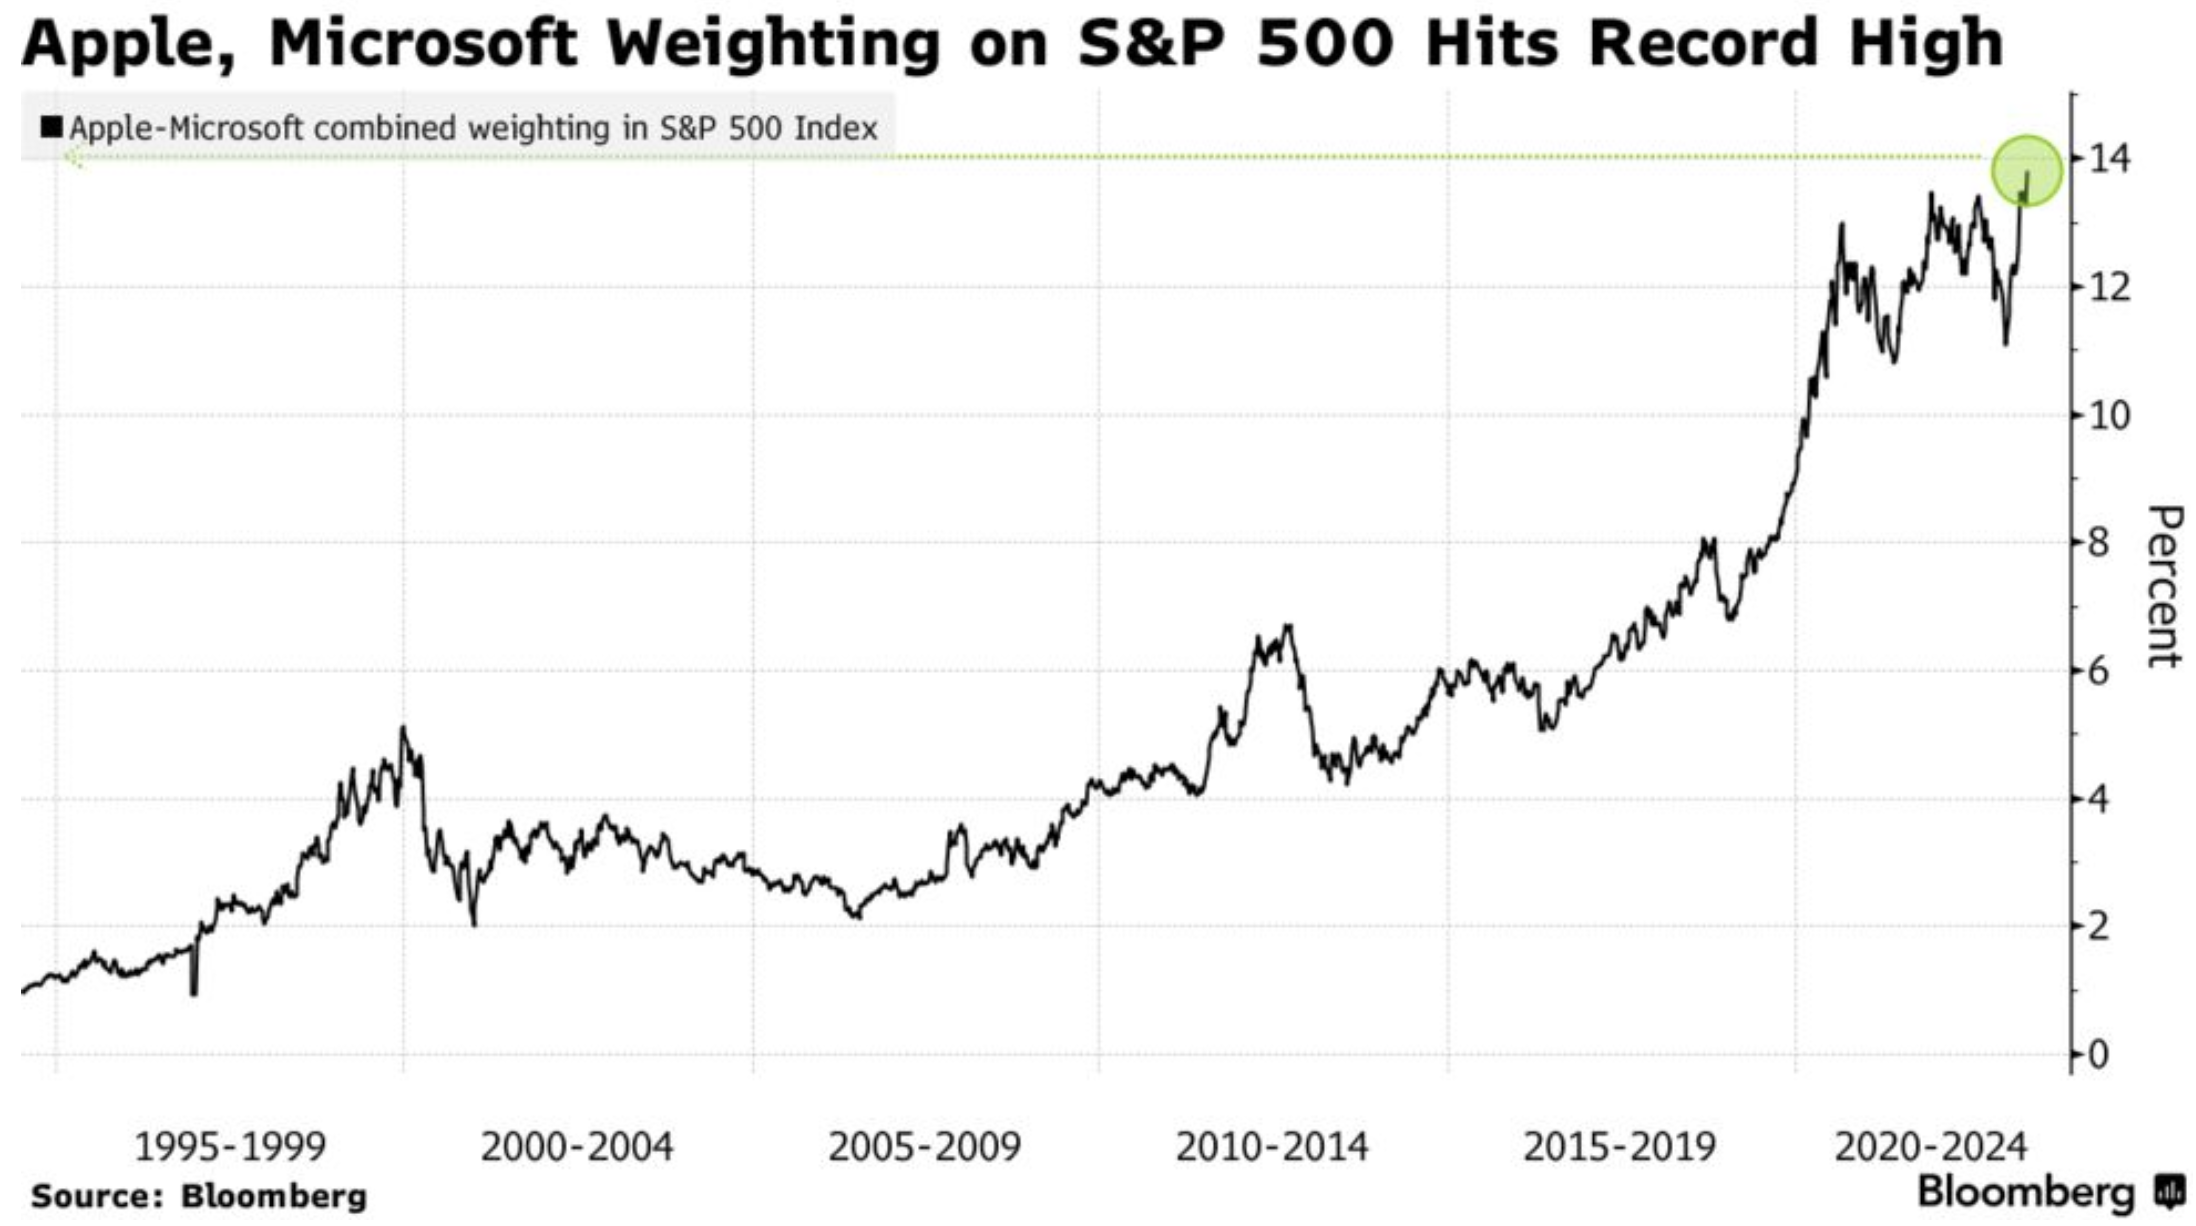 Apple, Microsoft Weighting on S&P 500 Hits Record High
Apple-Microsoft combined weighting in S&P 500 Index
14
12
10
8
6
4
2
0
Percent
1995-1999 2000-2004 2005-2009 2010-2014 2015-2019 2020-2024
Source: Bloomberg
Bloomberg